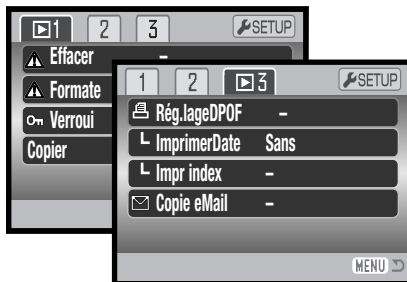 1 2 3 SETUP
Effacer –
Formate
Verroui
Copier
1 2 3 SETUP
Rég.lageDPOF –
ImprimerDate Sans
Impr index –
Copie eMail –
MENU